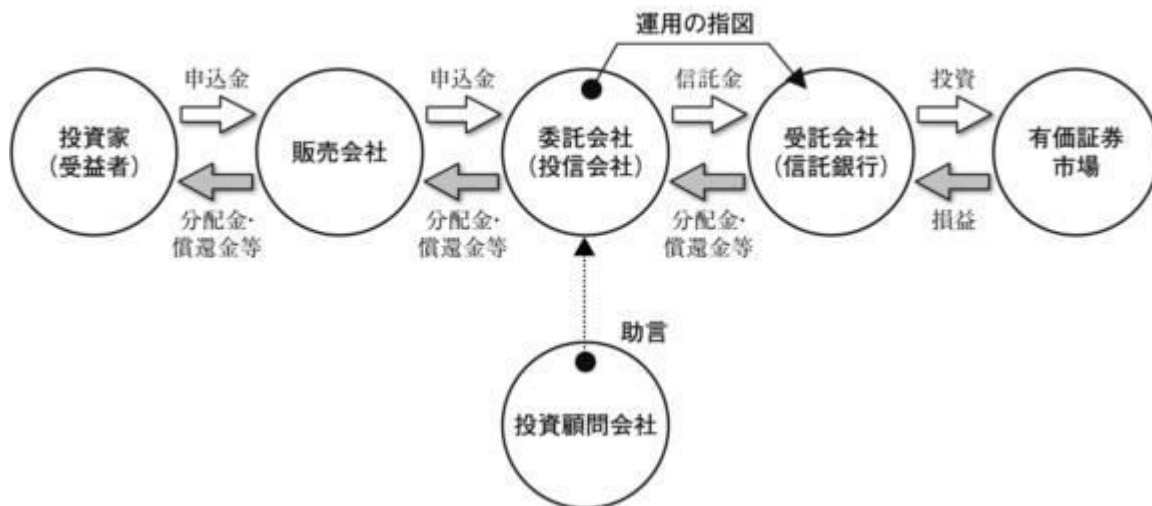 運用の指図
申込金
申込金
信託金
投資
投資家
(受益者)
販売会社
委託会社
(投信会社)
受託会社
(信託銀行)
有価証券
市場
分配金・
償還金等
分配金・
償還金等
分配金・
償還金等
損益
助言
投資顧問会社